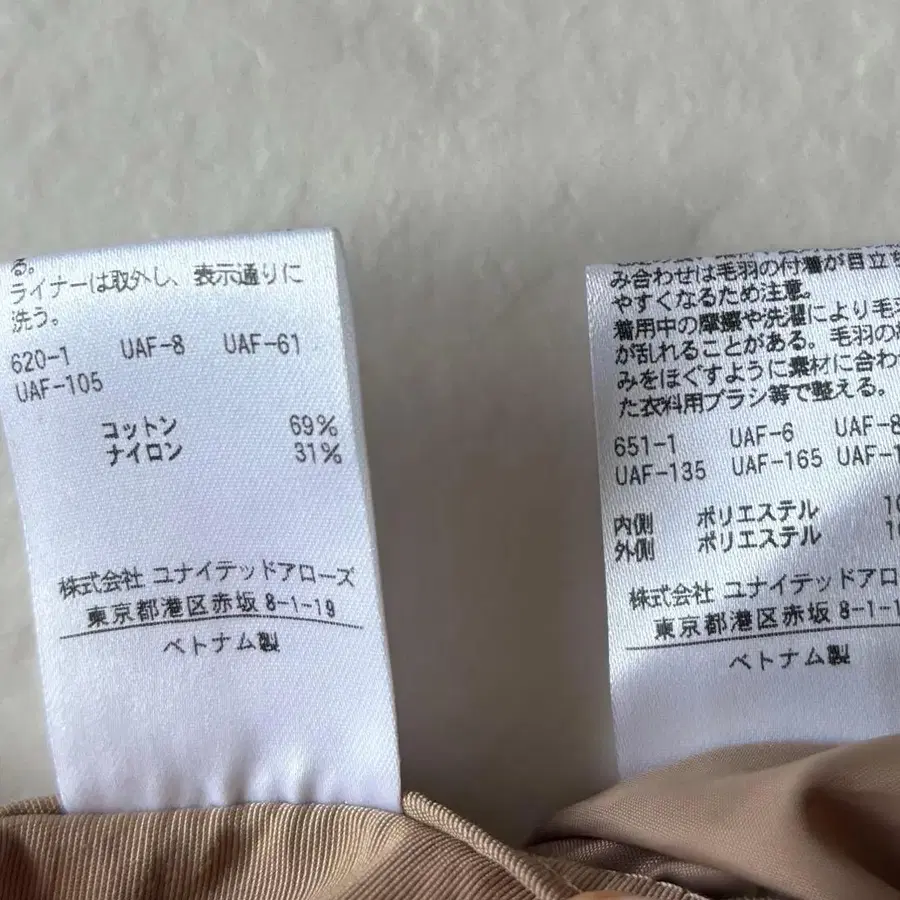 る。
ライナーは取外し、表示通りに
洗う。
620-1 UAF-8 UAF-61
UAF-105
コットン 69%
ナイロン 31%
株式会社 ユナイテッドアローズ
東京都港区赤坂 8-1-19
ベトナム製
み合わせは毛羽の付着が目立ち
やすくなるため注意。
着用中の摩擦や洗濯により毛羽
が乱れることがある。毛羽の
みをほぐすように素材に合わ
た衣料用ブラシ等で整える。
651-1 UAF-6 UAF-8
UAF-135 UAF-165 UAF-1
内側 ポリエステル 10
外側 ポリエステル 10
株式会社 ユナイテッドアロ
東京都港区赤坂 8-1-1
ベトナム製